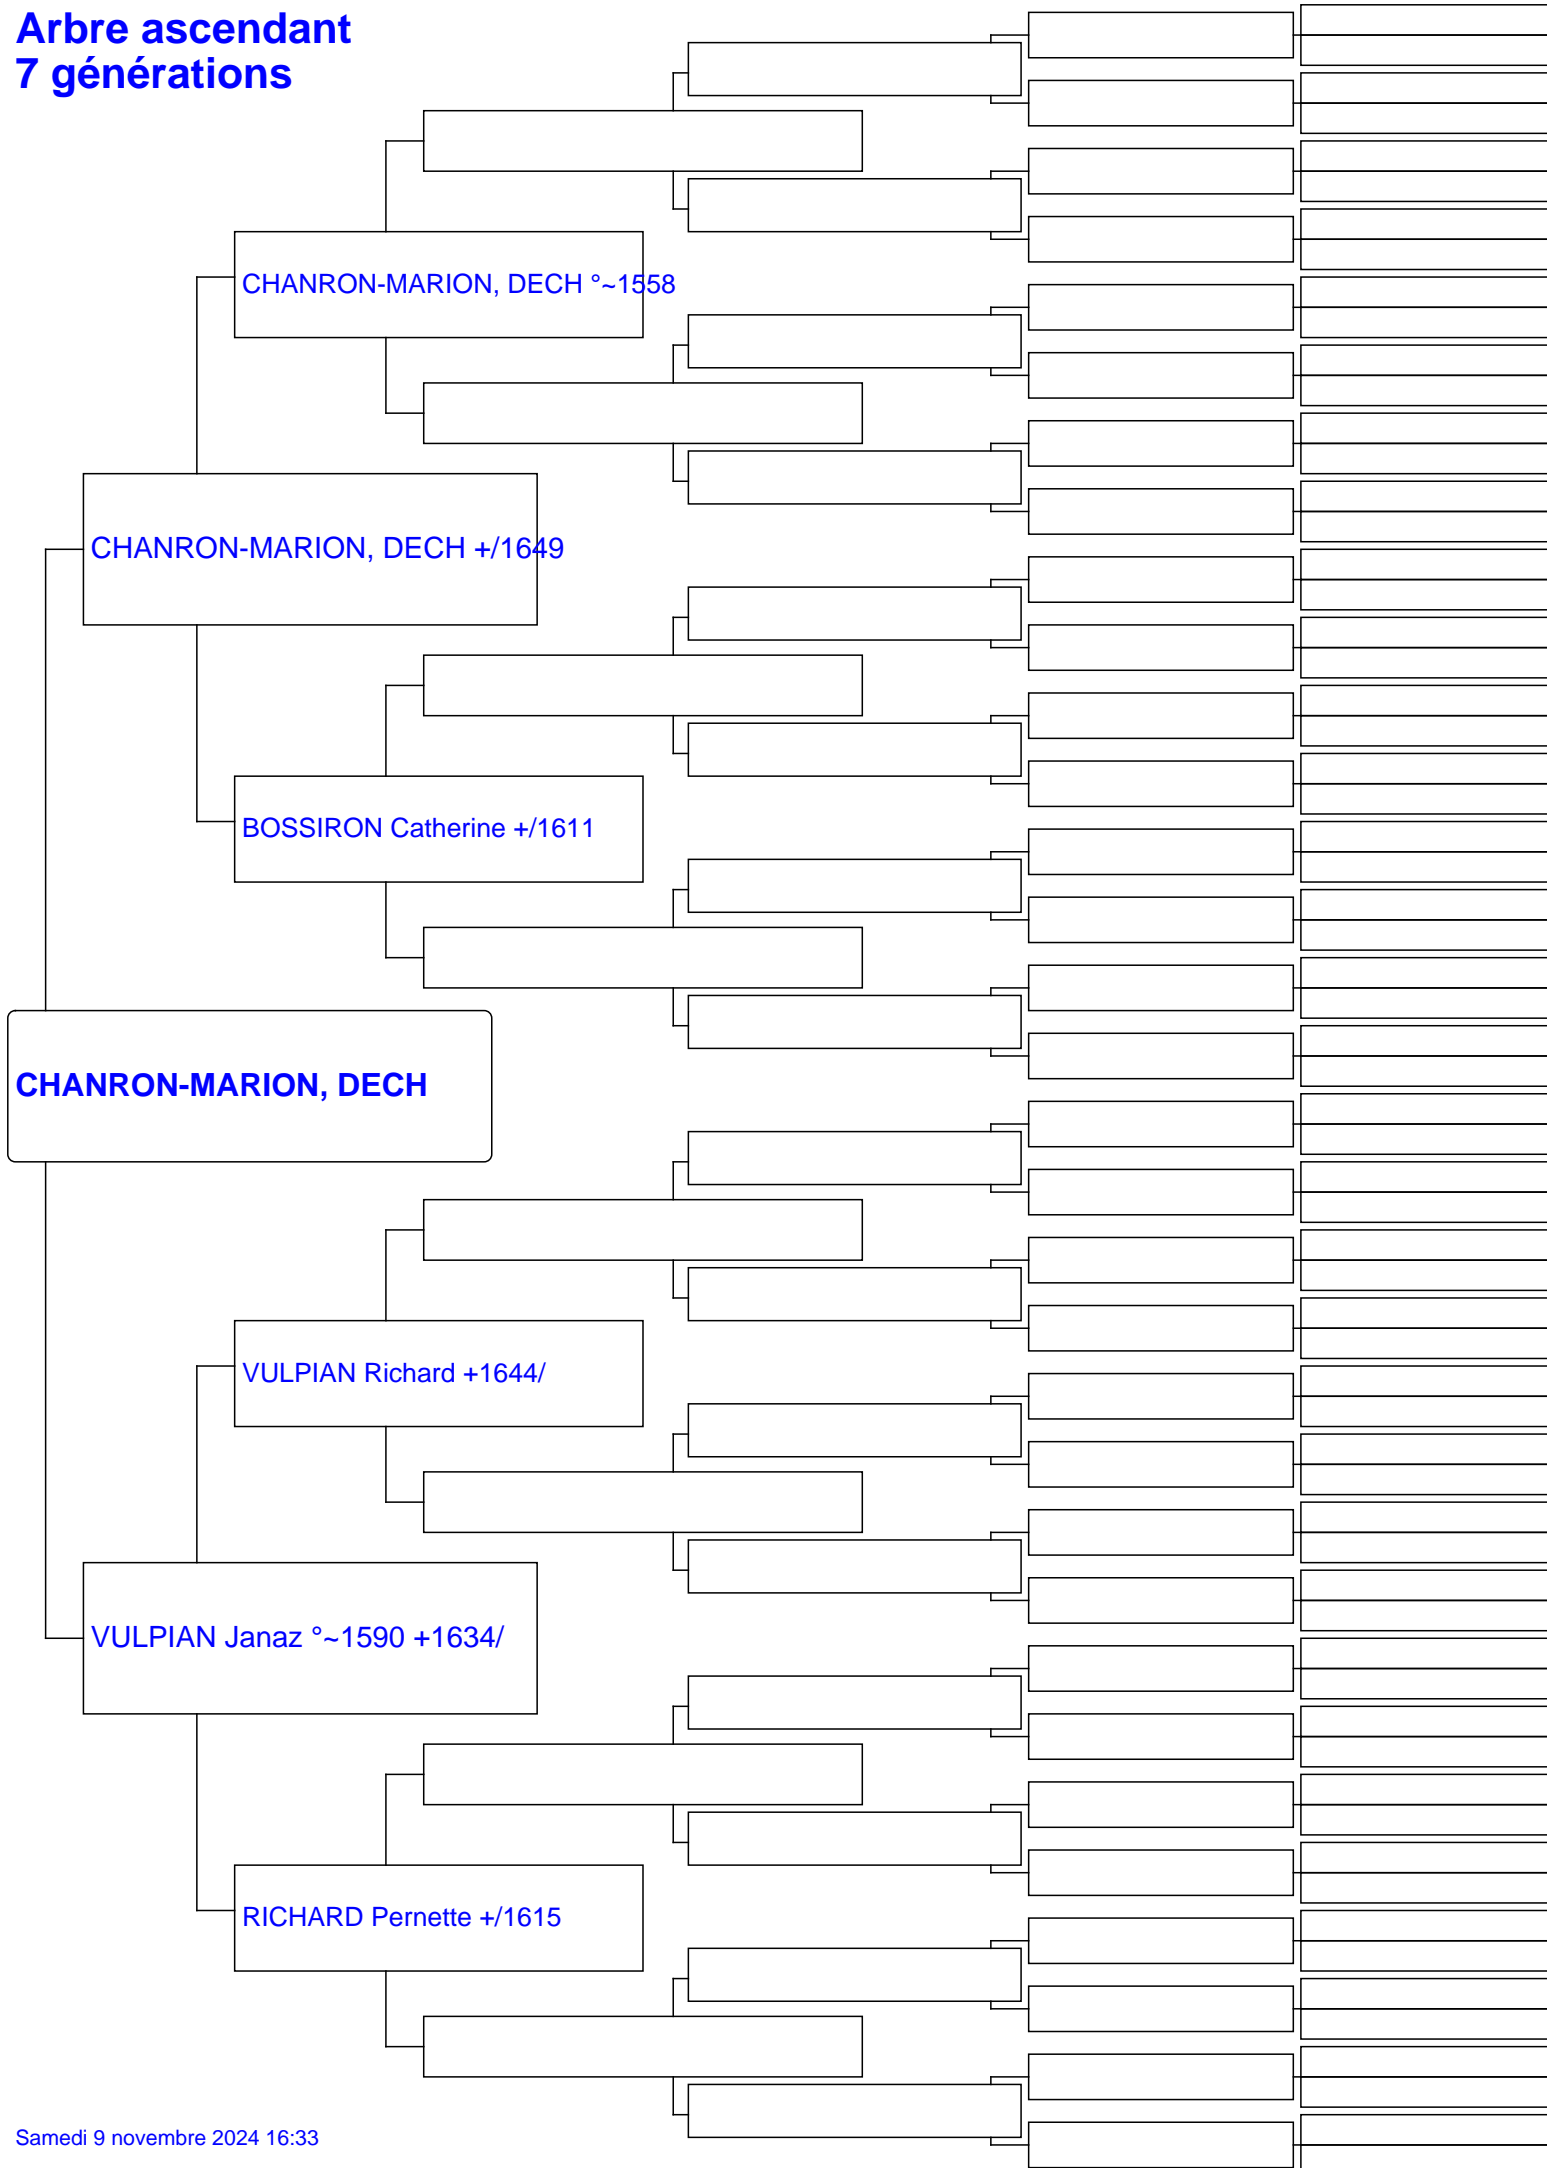 Arbre ascendant
7 générations
CHANRON-MARION, DECH °~1558
CHANRON-MARION, DECH +/1649
BOSSIRON Catherine +/1611
CHANRON-MARION, DECH
VULPIAN Richard +1644/
VULPIAN Janaz °~1590 +1634/
RICHARD Pernette +/1615
Samedi 9 novembre 2024 16:33